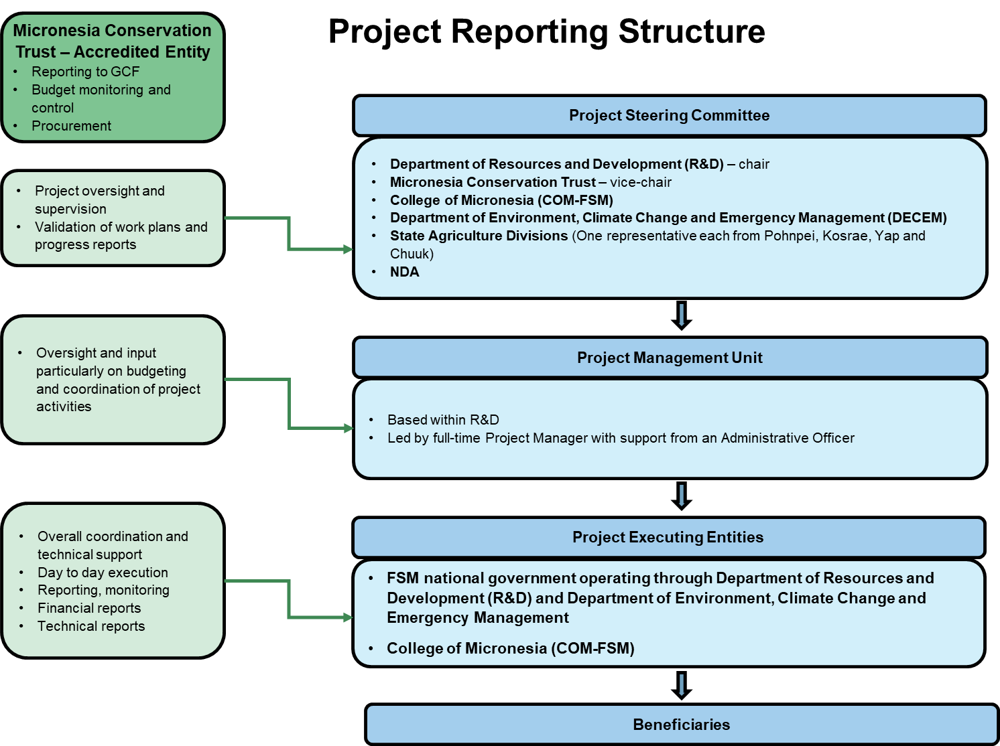 Project Reporting Structure
Micronesia Conservation
Trust – Accredited Entity
• Reporting to GCF
• Budget monitoring and
control
• Procurement
Project Steering Committee
• Department of Resources and Development (R&D) – chair
• Micronesia Conservation Trust – vice-chair
• College of Micronesia (COM-FSM)
• Department of Environment, Climate Change and Emergency Management (DECEM)
• State Agriculture Divisions (One representative each from Pohnpei, Kosrae, Yap and
Chuuk)
• NDA
• Project oversight and
supervision
• Validation of work plans and
progress reports
Project Management Unit
• Based within R&D
• Led by full-time Project Manager with support from an Administrative Officer
• Oversight and input
particularly on budgeting
and coordination of project
activities
Project Executing Entities
• FSM national government operating through Department of Resources and
Development (R&D) and Department of Environment, Climate Change and
Emergency Management
• College of Micronesia (COM-FSM)
• Overall coordination and
technical support
• Day to day execution
• Reporting, monitoring
• Financial reports
• Technical reports
Beneficiaries